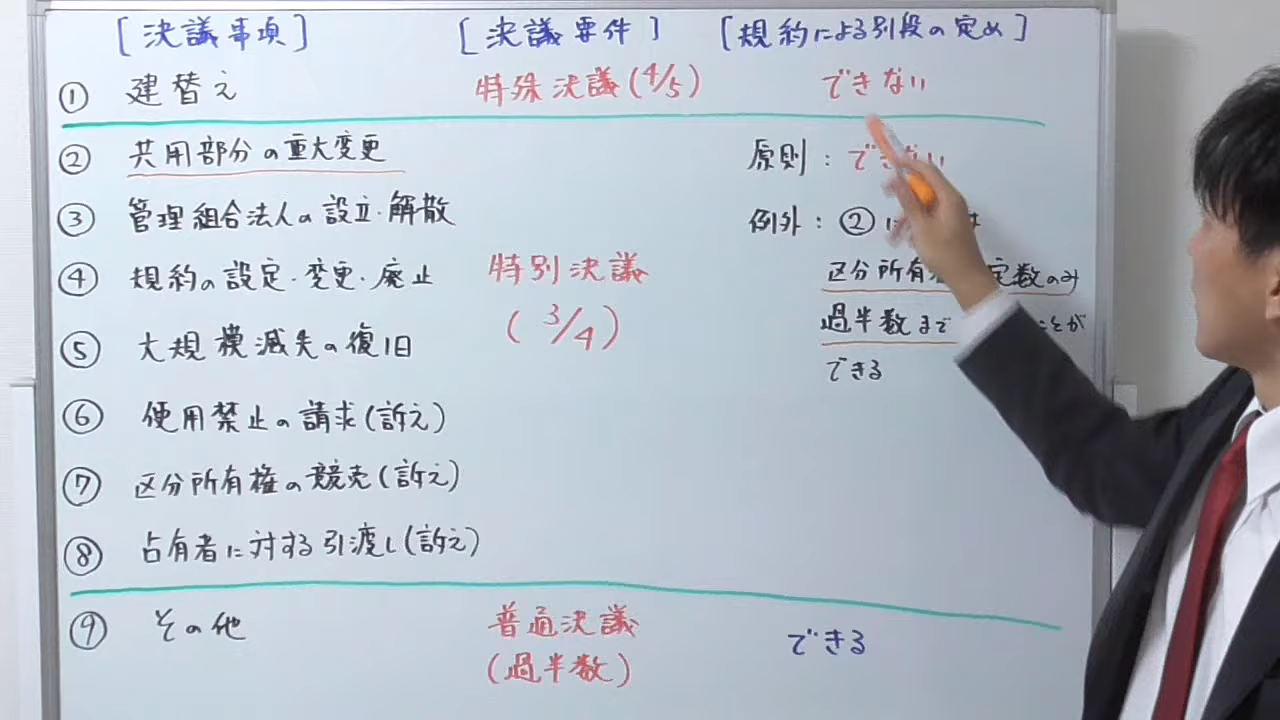 [決議事項] [決議要件] [規約による引段の定め]
① 建替え 特殊決議(4/5) できない
② 共用部分の重大変更 原則:でき
③ 管理組合法人の設立・解散 例外:②に
④ 規約の設定・変更・廃止 特別決議 区分所有 定数のみ
(3/4) 過半数まで ことが
⑤ 大規模滅失の復旧 できる
⑥ 使用禁止の請求(訴え)
⑦ 区分所有権の競売(訴え)
⑧ 占有者に対する引渡し(訴え)
⑨ その他 普通決議 できる
(過半数)